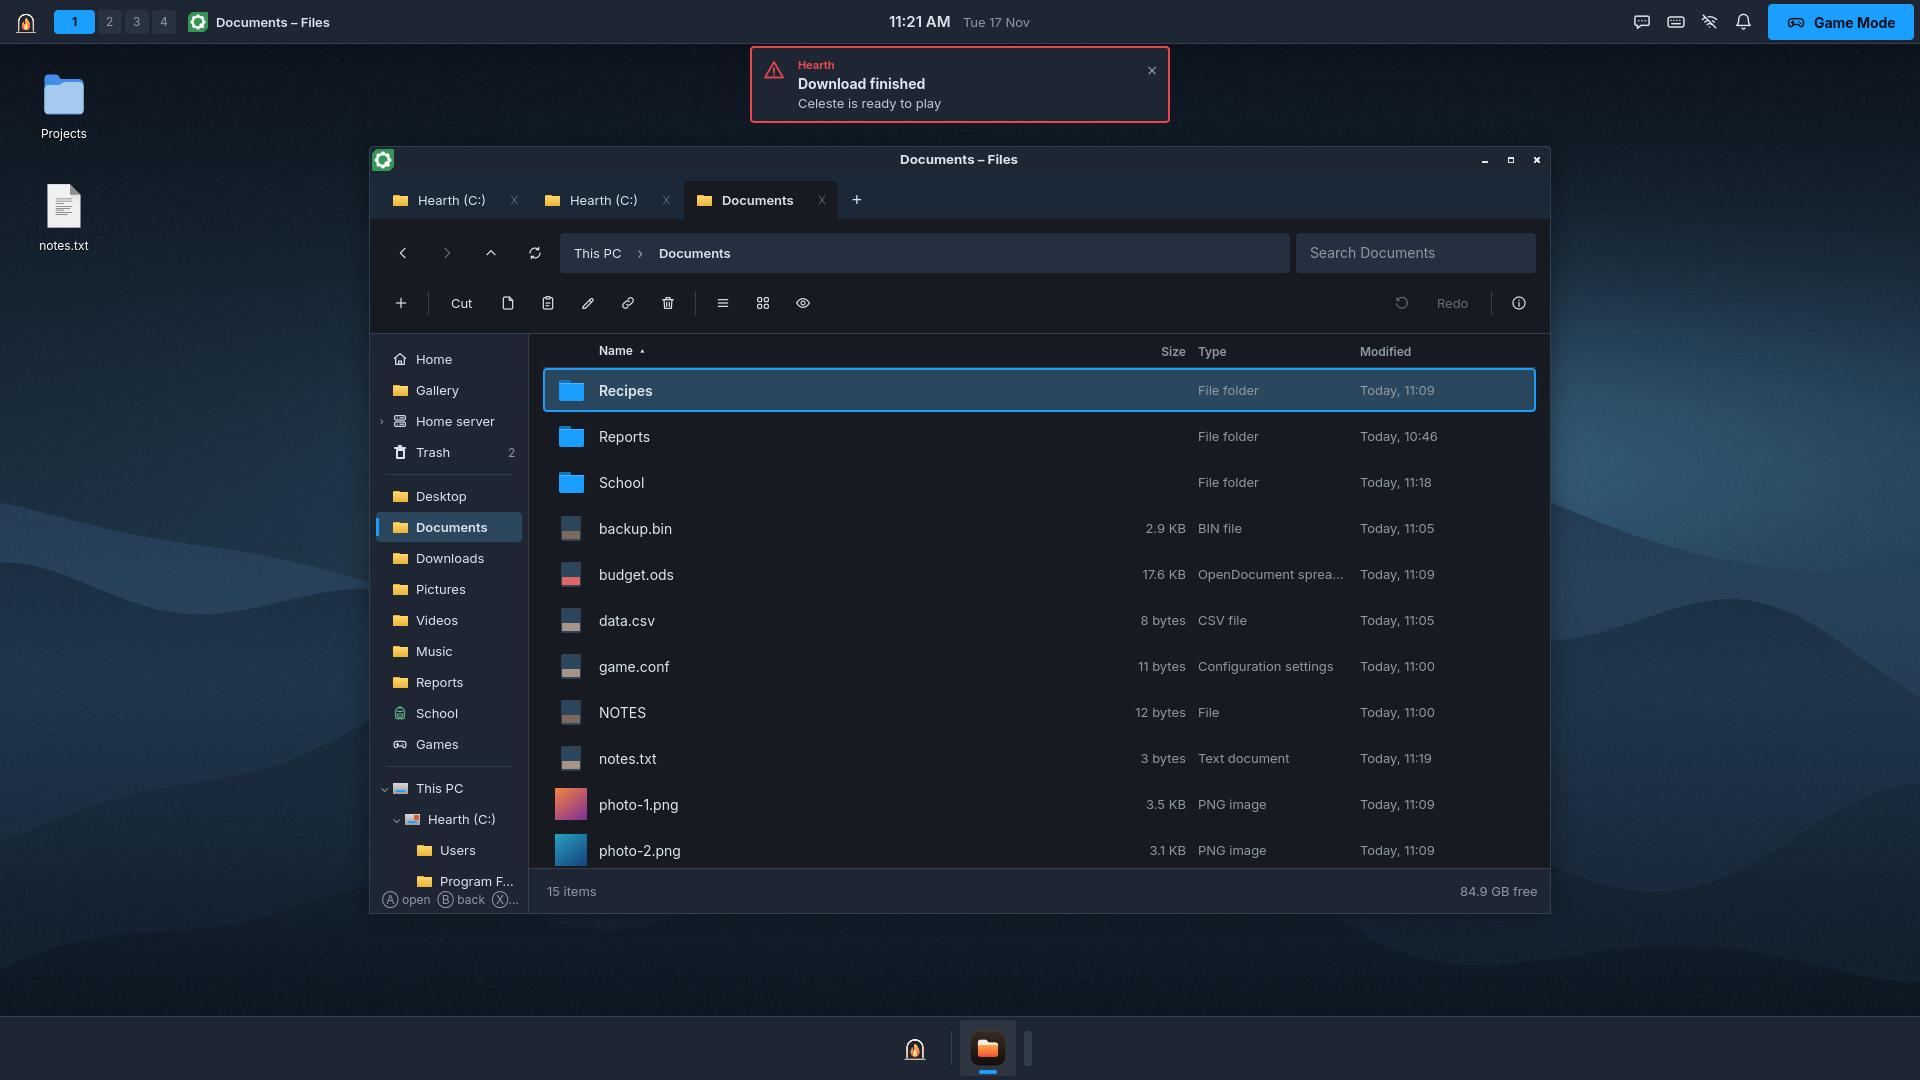 1 2 3 4 Documents – Files 11:21 AM Tue 17 Nov Game Mode
Hearth
Download finished
Celeste is ready to play
Projects
notes.txt
Documents – Files
Hearth (C:) X Hearth (C:) X Documents X +
This PC › Documents Search Documents
Cut Redo
Home
Gallery
Home server
Trash 2
Desktop
Documents
Downloads
Pictures
Videos
Music
Reports
School
Games
This PC
Hearth (C:)
Users
Program F...
A open B back X...
Name Size Type Modified
Recipes File folder Today, 11:09
Reports File folder Today, 10:46
School File folder Today, 11:18
backup.bin 2.9 KB BIN file Today, 11:05
budget.ods 17.6 KB OpenDocument sprea... Today, 11:09
data.csv 8 bytes CSV file Today, 11:05
game.conf 11 bytes Configuration settings Today, 11:00
NOTES 12 bytes File Today, 11:00
notes.txt 3 bytes Text document Today, 11:19
photo-1.png 3.5 KB PNG image Today, 11:09
photo-2.png 3.1 KB PNG image Today, 11:09
15 items 84.9 GB free